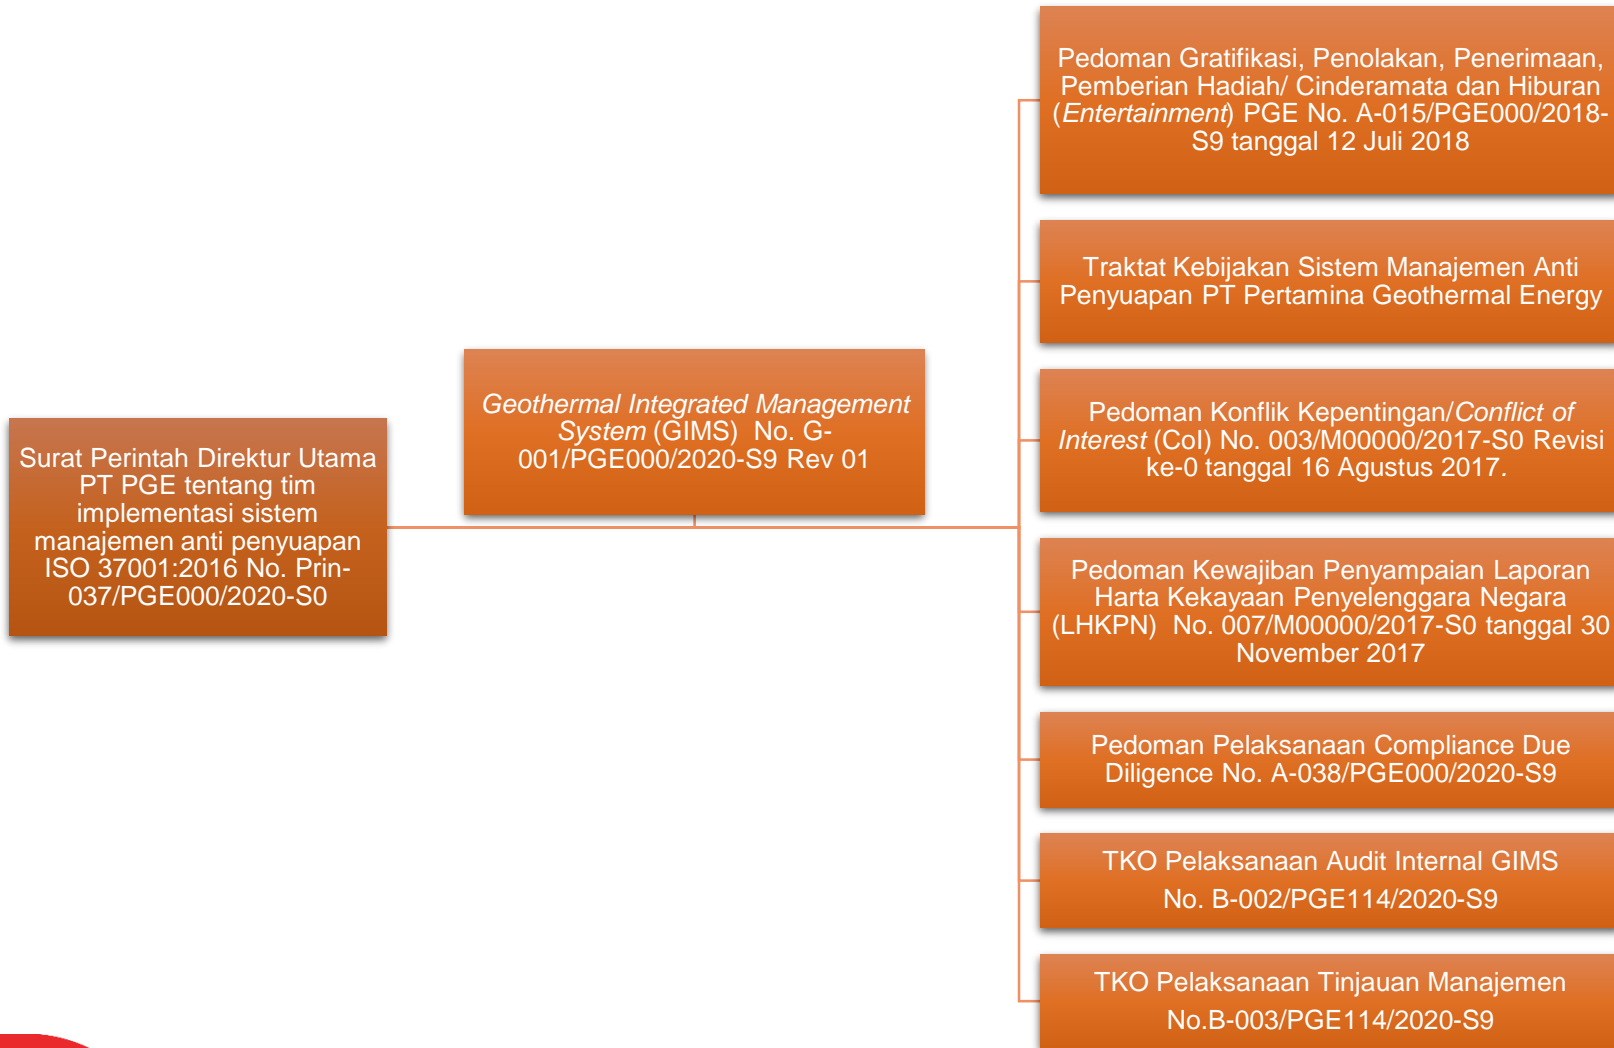 Surat Perintah Direktur Utama
PT PGE tentang tim
implementasi sistem
manajemen anti penyuapan
ISO 37001:2016 No. Prin-
037/PGE000/2020-S0
Geothermal Integrated Management
System (GIMS)  No. G-
001/PGE000/2020-S9 Rev 01
Pedoman Gratifikasi, Penolakan, Penerimaan,
Pemberian Hadiah/ Cinderamata dan Hiburan
(Entertainment) PGE No. A-015/PGE000/2018-
S9 tanggal 12 Juli 2018
Traktat Kebijakan Sistem Manajemen Anti
Penyuapan PT Pertamina Geothermal Energy
Pedoman Konflik Kepentingan/Conflict of
Interest (CoI) No. 003/M00000/2017-S0 Revisi
ke-0 tanggal 16 Agustus 2017.
Pedoman Kewajiban Penyampaian Laporan
Harta Kekayaan Penyelenggara Negara
(LHKPN)  No. 007/M00000/2017-S0 tanggal 30
November 2017
Pedoman Pelaksanaan Compliance Due
Diligence No. A-038/PGE000/2020-S9
TKO Pelaksanaan Audit Internal GIMS
No. B-002/PGE114/2020-S9
TKO Pelaksanaan Tinjauan Manajemen
No.B-003/PGE114/2020-S9